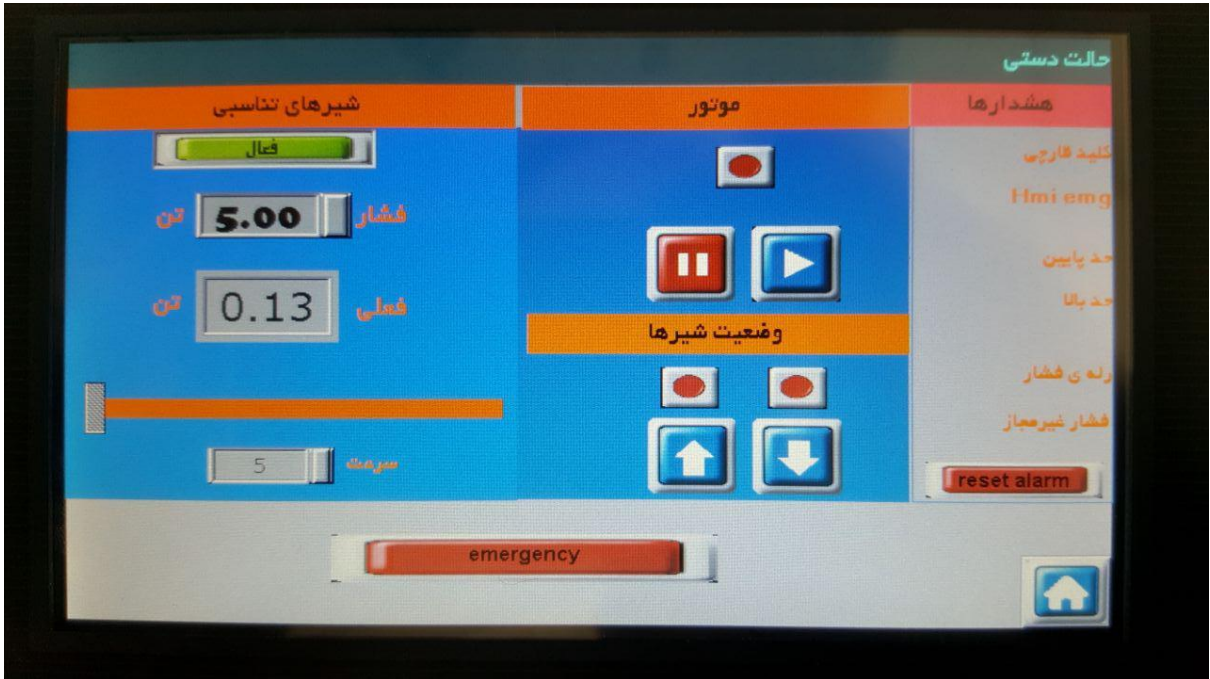 حالت دستی
هشدارها
کلید قارچی
Hmi emg
حد پایین
حد بالا
رله ی فشار
فشار غیرمجاز
reset alarm
موتور
وضعیت شیرها
شیرهای تناسبی
فعال
فشار 5.00 تن
فعلی 0.13 تن
سرعت 5
emergency